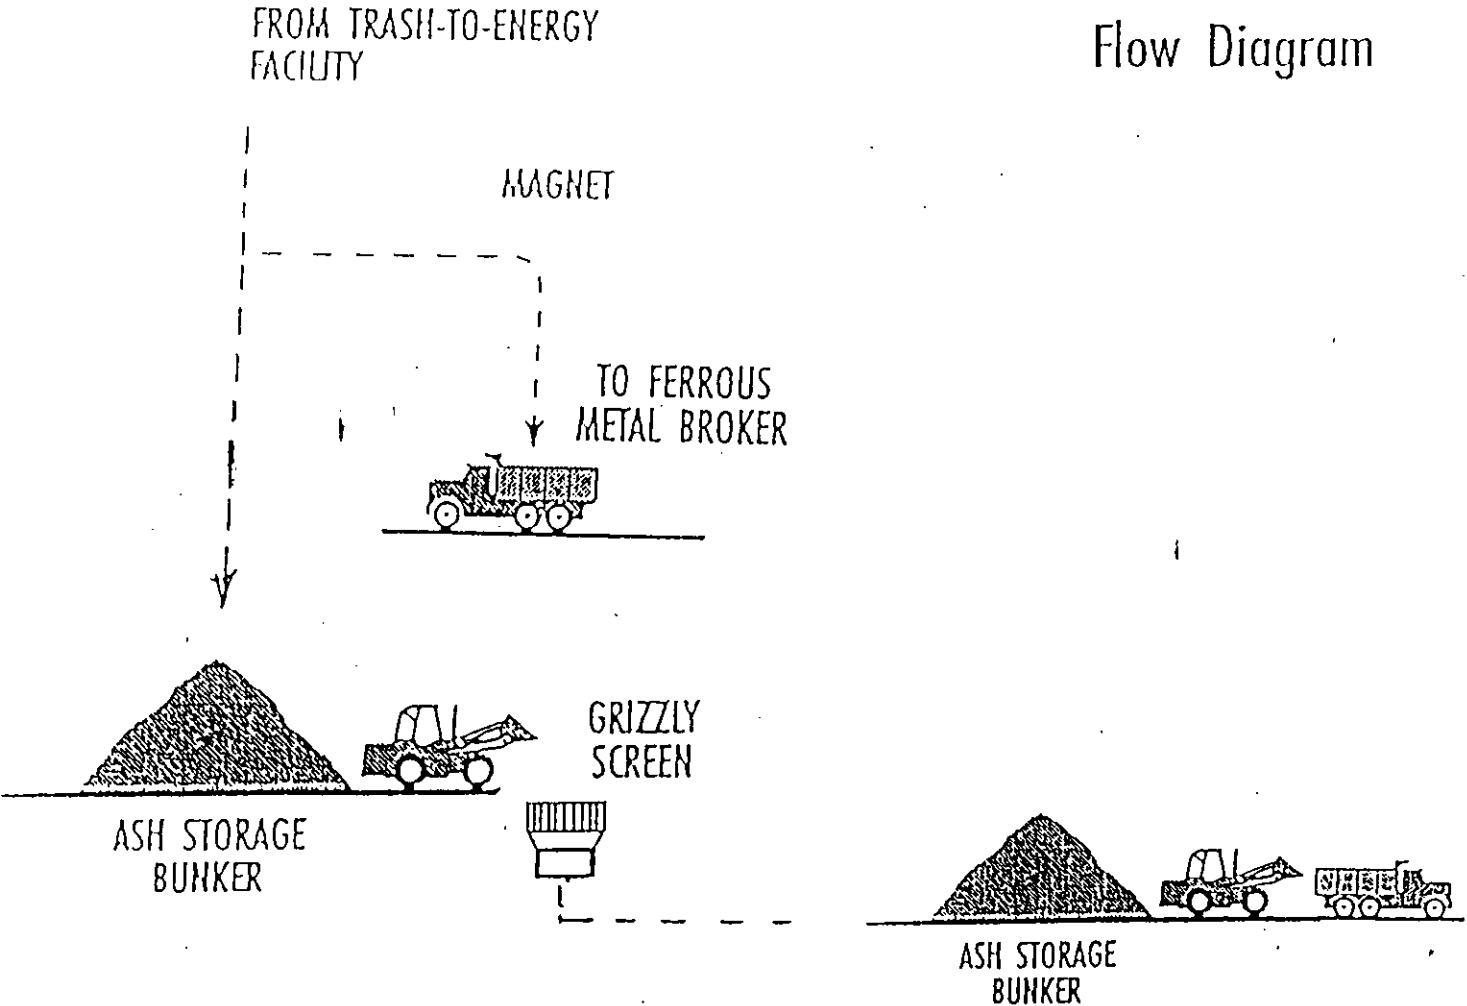 FROM TRASH-TO-ENERGY
FACILITY
Flow Diagram
MAGNET
TO FERROUS
METAL BROKER
GRIZZLY
SCREEN
ASH STORAGE
BUNKER
ASH STORAGE
BUNKER